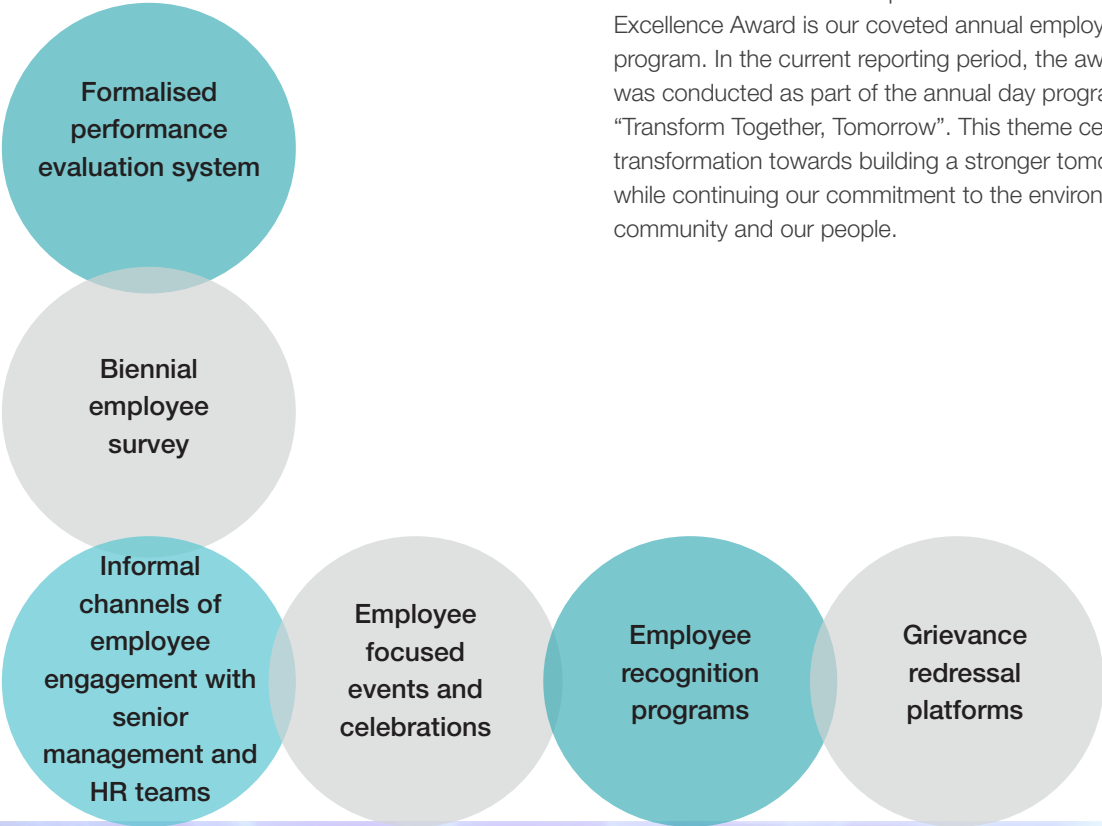 Excellence Award is our coveted annual employ
program. In the current reporting period, the aw
was conducted as part of the annual day progra
“Transform Together, Tomorrow”. This theme ce
transformation towards building a stronger tomo
while continuing our commitment to the environ
community and our people.
Formalised
performance
evaluation system
Biennial
employee
survey
Informal
channels of
employee
engagement with
senior
management and
HR teams
Employee
focused
events and
celebrations
Employee
recognition
programs
Grievance
redressal
platforms